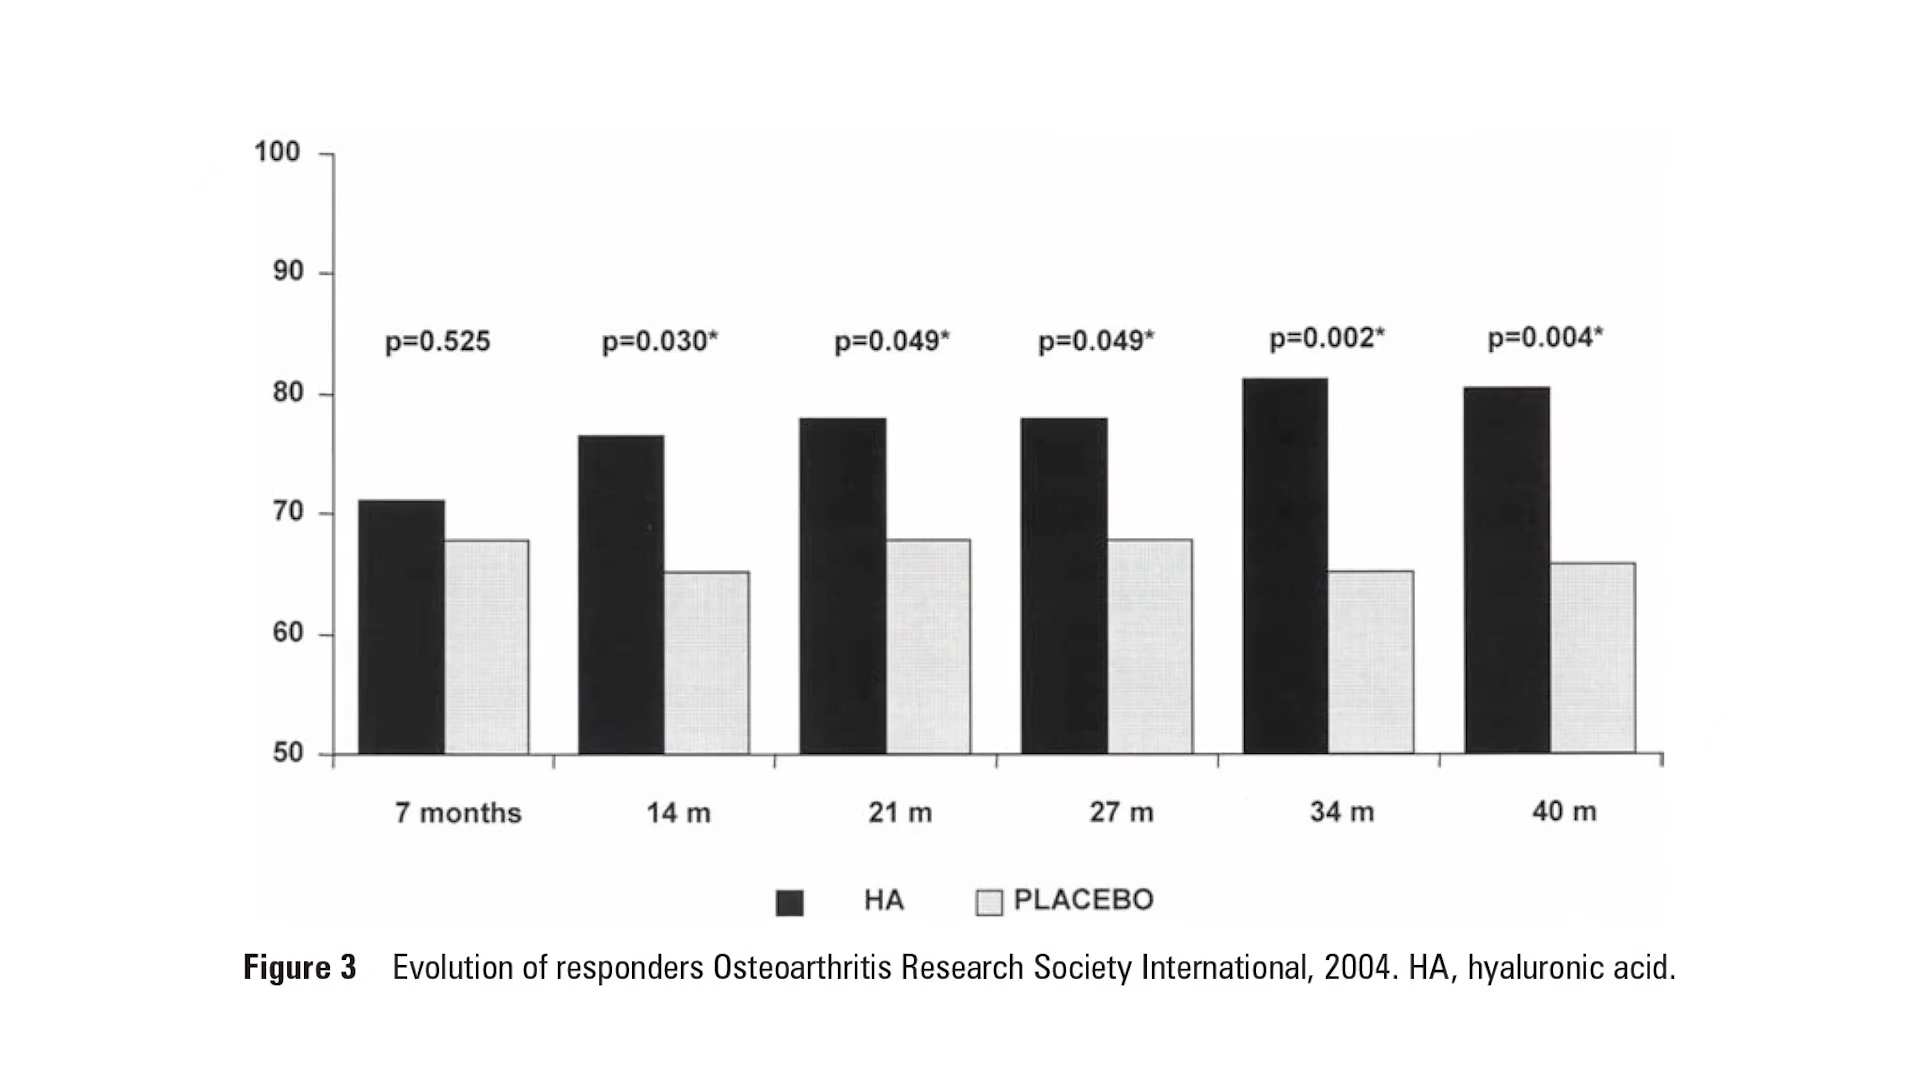 100
90
80
70
60
50
p=0.525 p=0.030* p=0.049* p=0.049* p=0.002* p=0.004*
7 months 14 m 21 m 27 m 34 m 40 m
HA PLACEBO
Figure 3 Evolution of responders Osteoarthritis Research Society International, 2004. HA, hyaluronic acid.